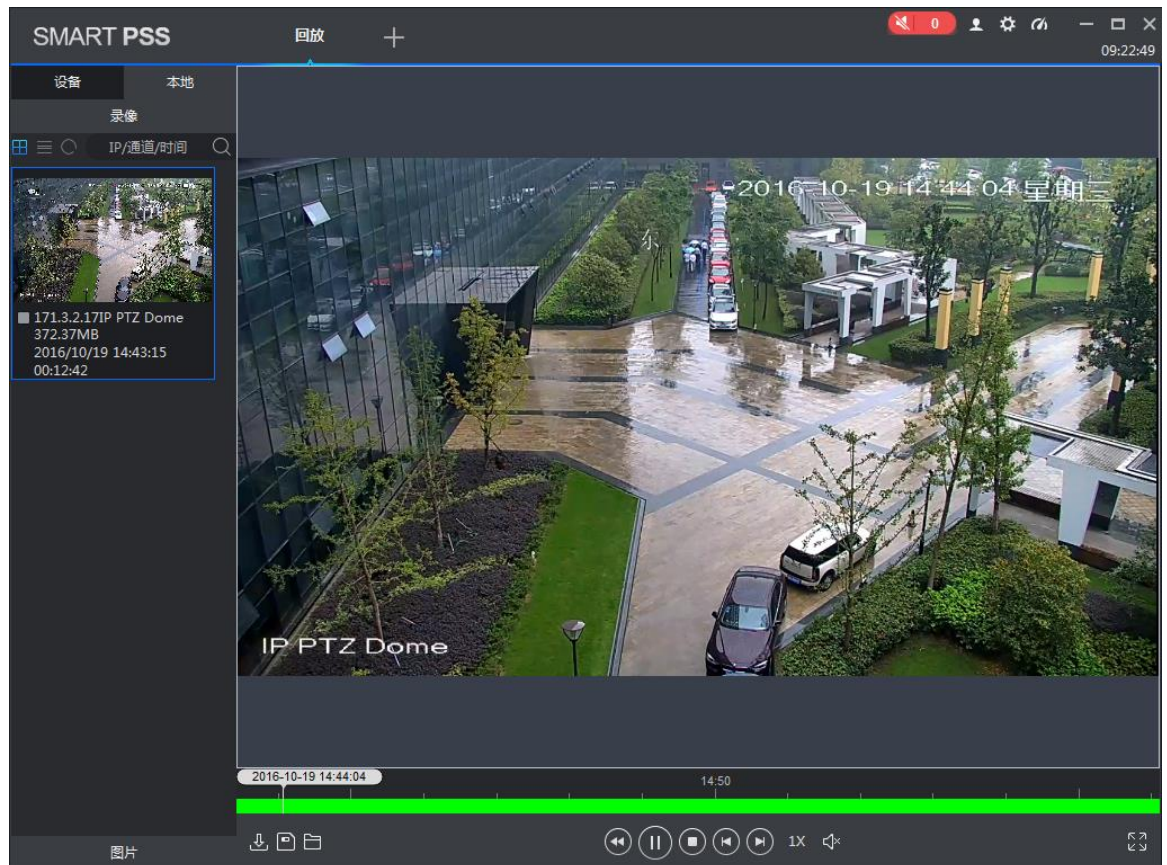 SMART PSS
回放
0
09:22:49
设备
本地
录像
IP/通道/时间
171.3.2.17IP PTZ Dome
372.37MB
2016/10/19 14:43:15
00:12:42
2016-10-19 14:44:04 星期三
东
IP PTZ Dome
2016-10-19 14:44:04
14:50
图片
1X